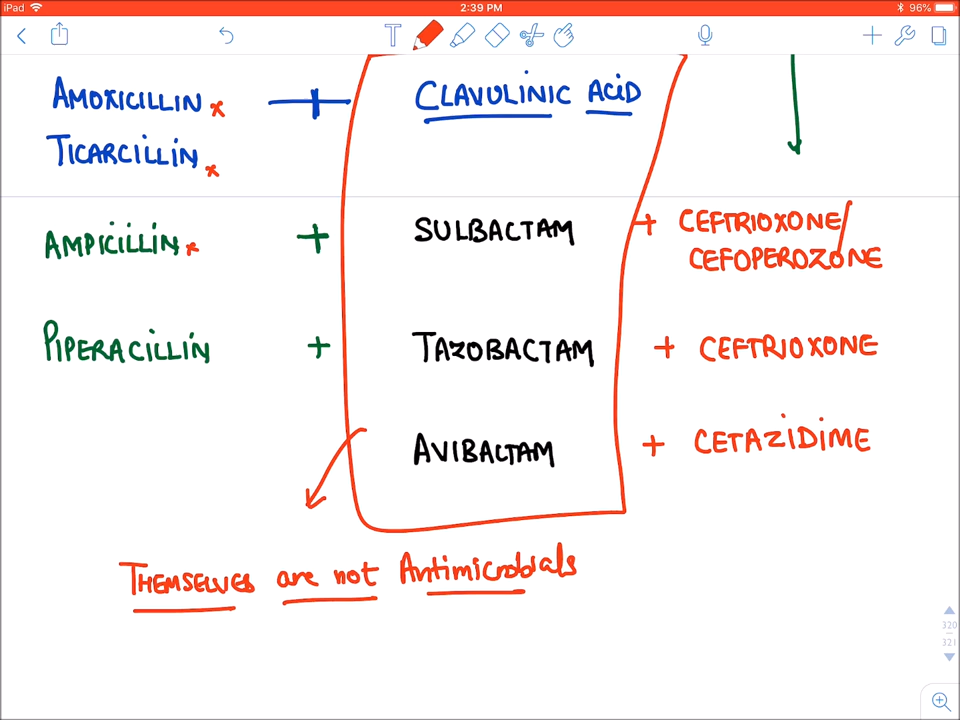 iPad 2:39 PM 96%
T
AMOXICILLIN x + CLAVULINIC ACID
TICARCILLIN x
AMPICILLIN x + SULBACTAM + CEFTRIOXONE/
CEFOPEROZONE
PIPERACILLIN + TAZOBACTAM + CEFTRIOXONE
AVIBACTAM + CETAZIDIME
THEMSELVES are not Antimicrobials
320
321